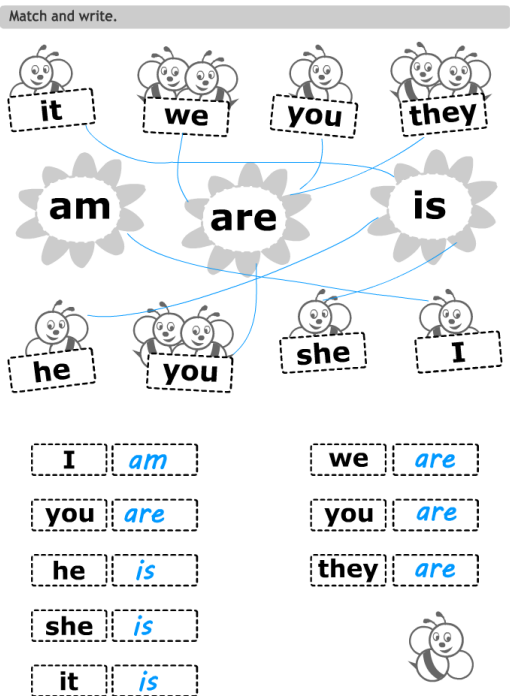 Match and write.
it we you they
am are is
he you she I
I am we are
you are you are
he is they are
she is
it is